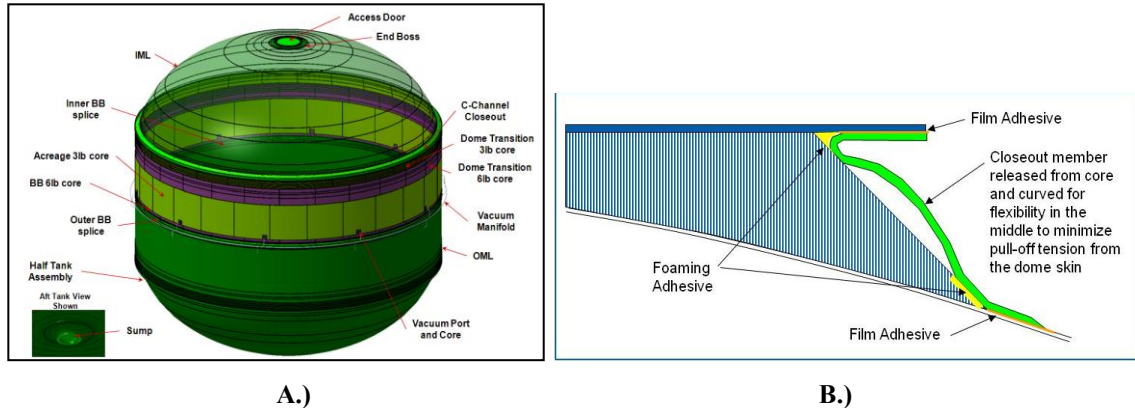 Access Door
End Boss
IML
Inner BB
splice
C-Channel
Closeout
Dome Transition
3lb core
Acreage 3lb
core
Dome Transition
6lb core
BB 6lb core
Outer BB
splice
Vacuum
Manifold
OML
Half Tank
Assembly
Aft Tank View
Shown
Sump
Vacuum Port
and Core
Film Adhesive
Closeout member
released from core
and curved for
flexibility in the
middle to minimize
pull-off tension from
the dome skin
Foaming
Adhesive
Film Adhesive
A.)
B.)